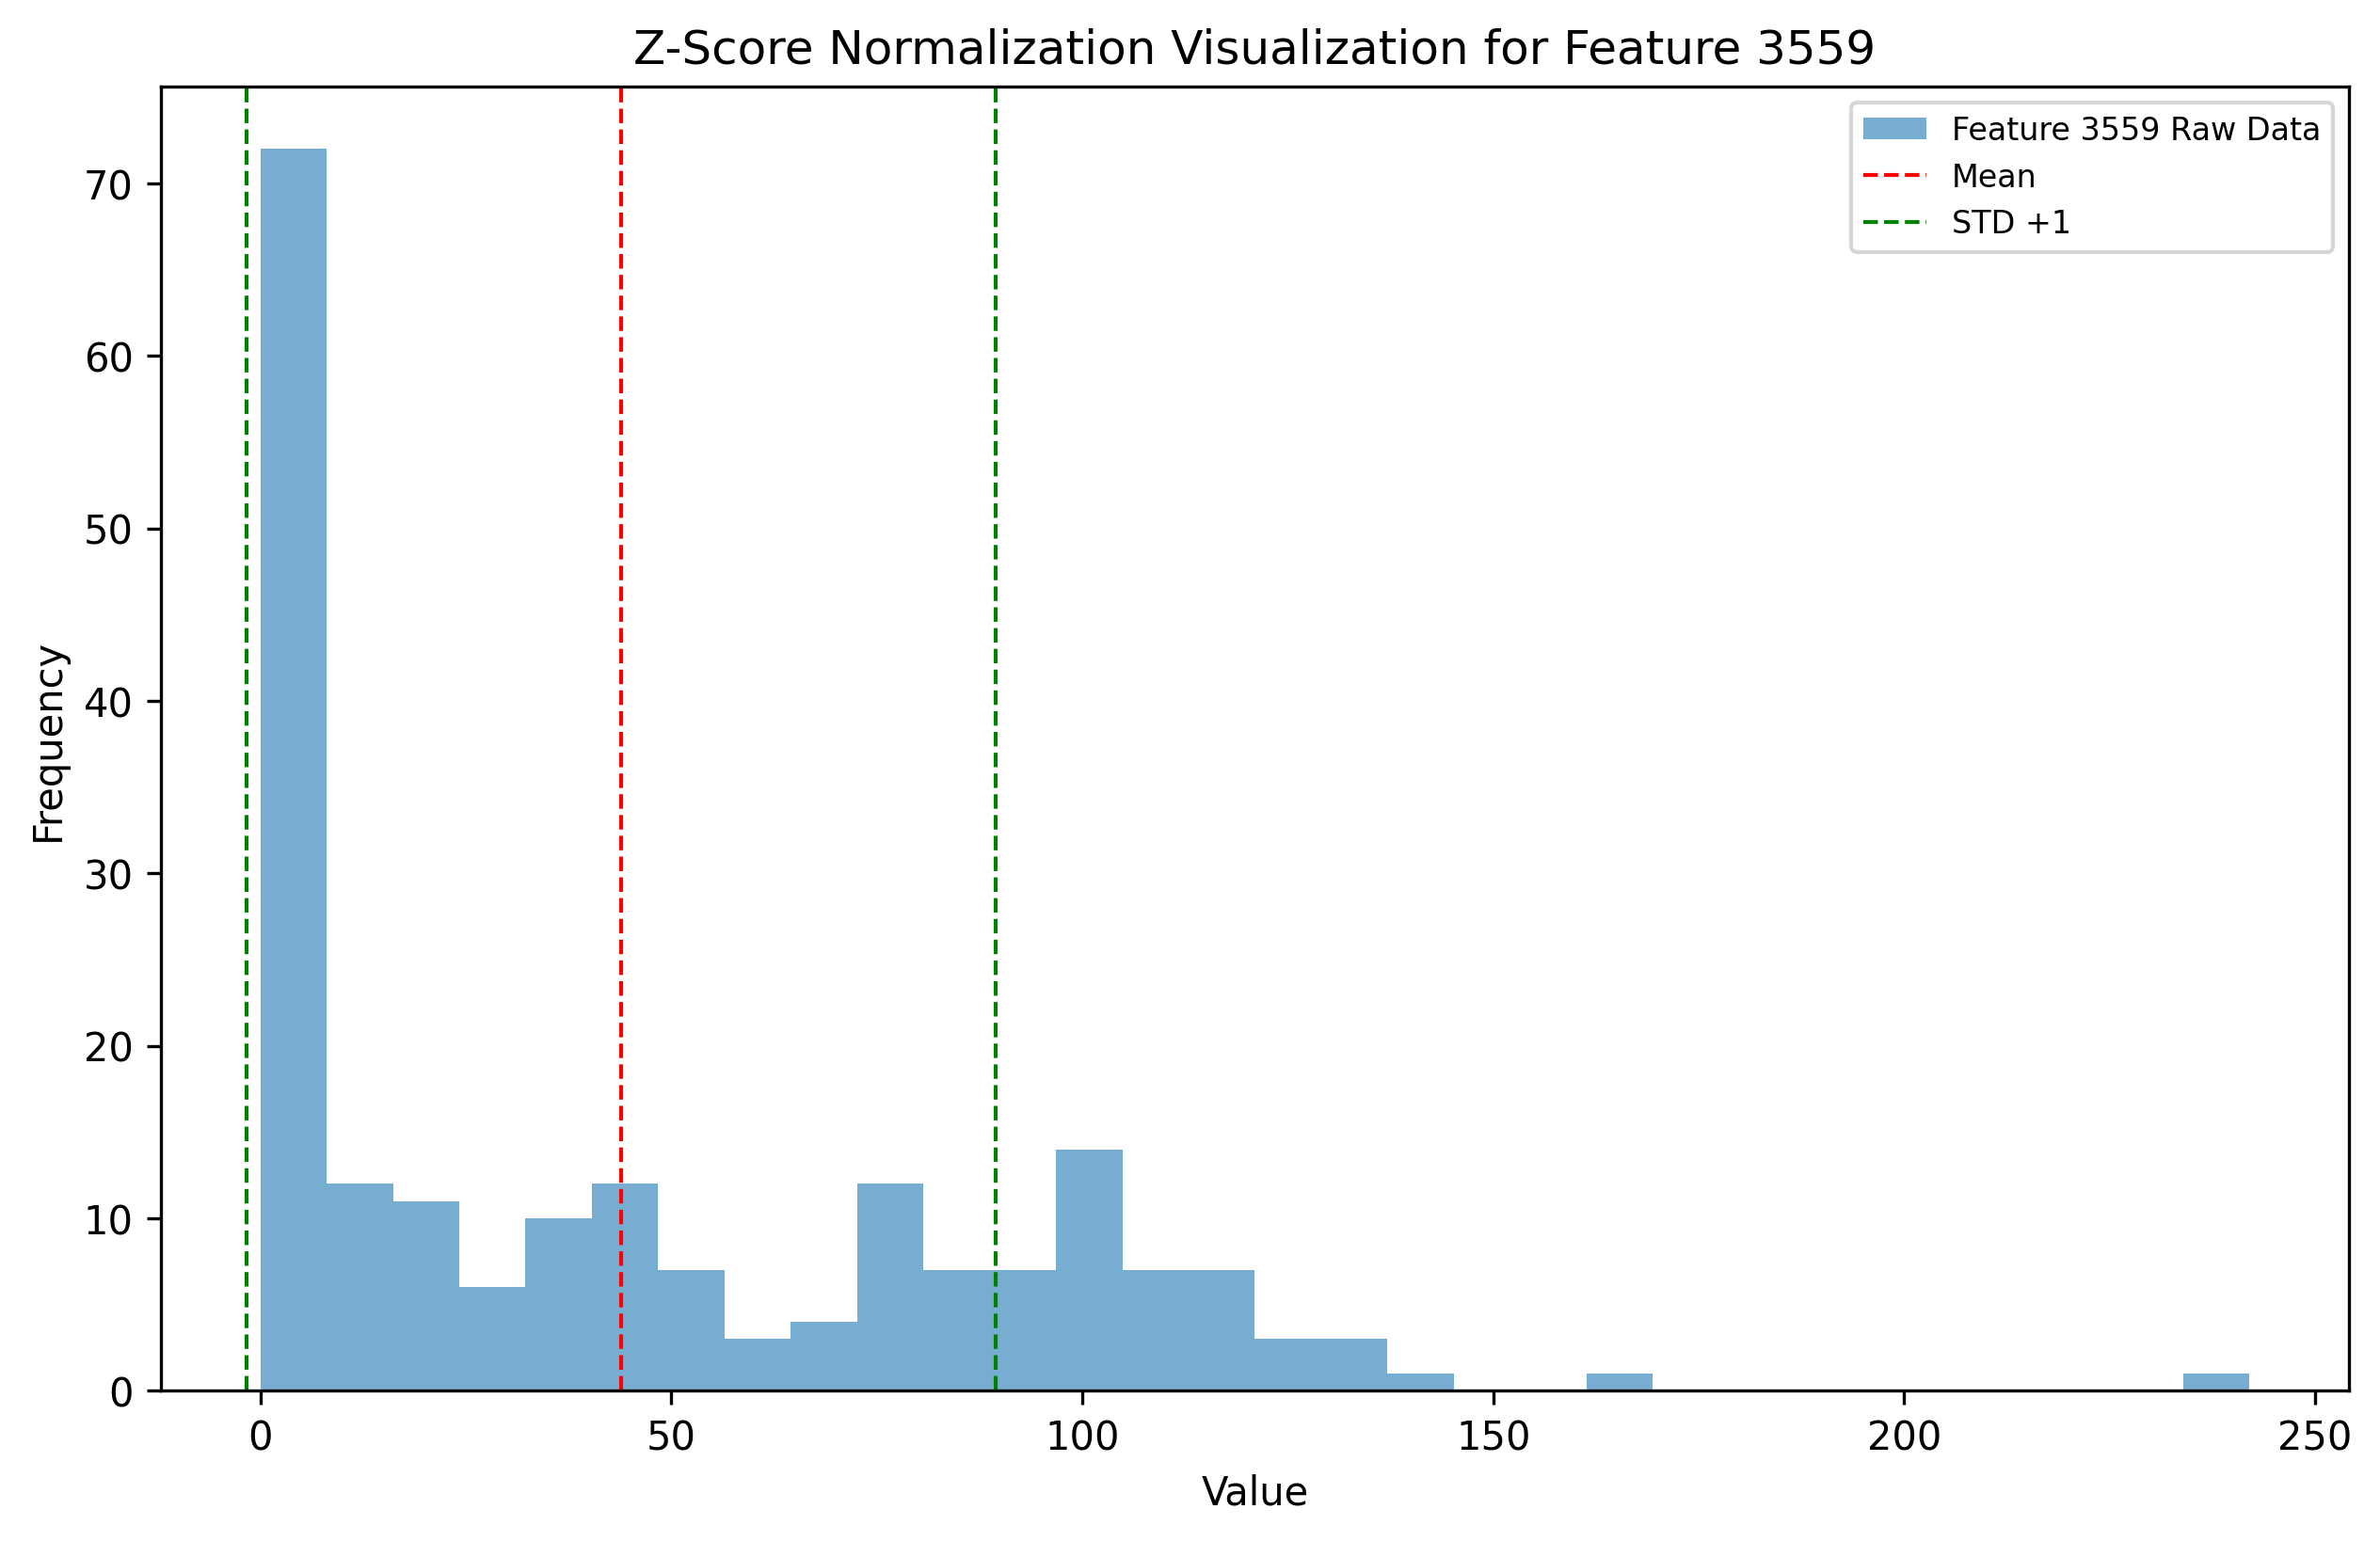 Z-Score Normalization Visualization for Feature 3559
Feature 3559 Raw Data
Mean
STD +1
Frequency
70
60
50
40
30
20
10
0
0 50 100 150 200 250
Value